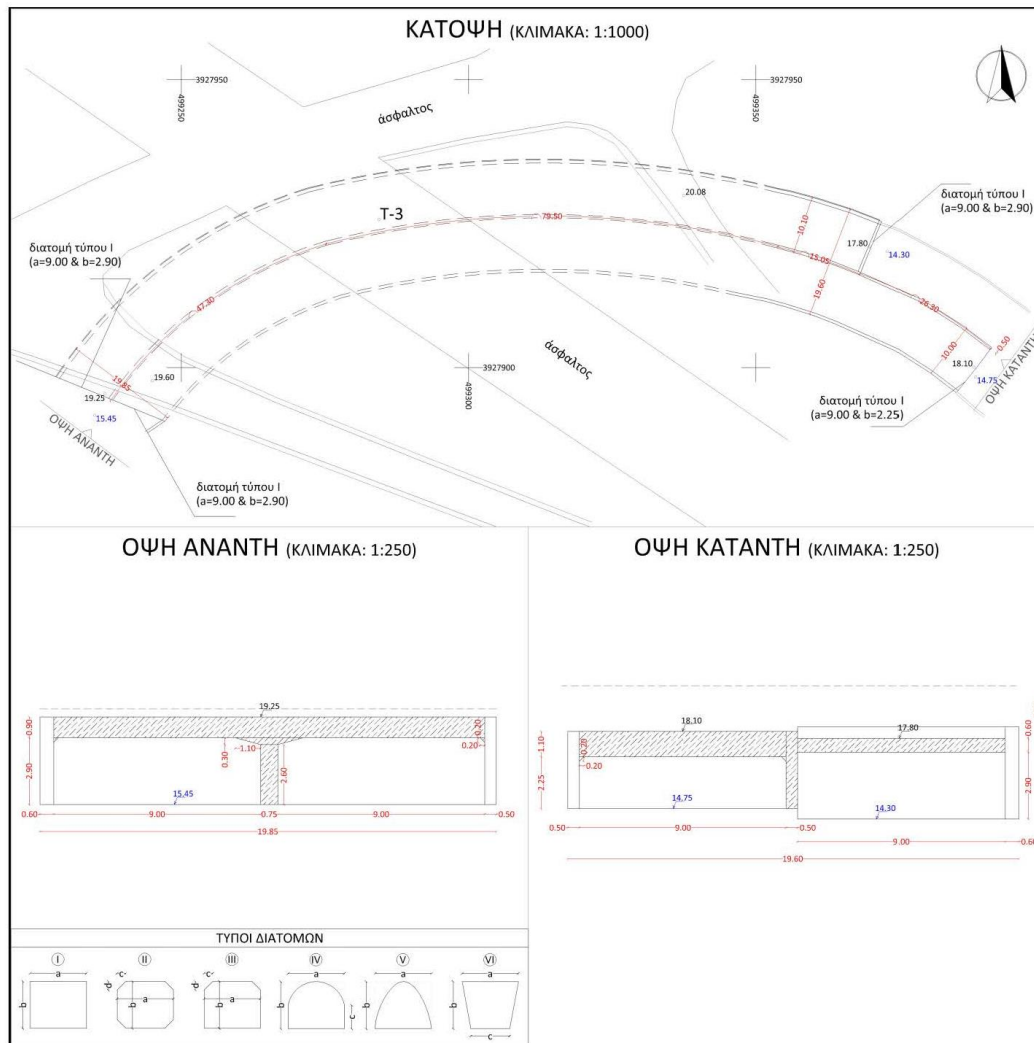 ΚΑΤΟΨΗ (ΚΛΙΜΑΚΑ: 1:1000)
3927950
499250
3927950
499350
άσφαλτος
20.08
διατομή τύπου Ι
(a=9.00 & b=2.90)
T-3
79.50
10.10
17.80
14.30
διατομή τύπου Ι
(a=9.00 & b=2.90)
15.05
47.30
19.60
26.30
άσφαλτος
0.50
10.00
19.85
19.60
3927900
499300
18.10
14.75
ΟΨΗ ΚΑΤΑΝΤΗ
19.25
15.45
ΟΨΗ ΑΝΑΝΤΗ
διατομή τύπου Ι
(a=9.00 & b=2.25)
διατομή τύπου Ι
(a=9.00 & b=2.90)
ΟΨΗ ΑΝΑΝΤΗ (ΚΛΙΜΑΚΑ: 1:250)
19.25
0.90
0.20
0.20
1.10
0.30
2.90
2.60
15.45
0.60
9.00
0.75
9.00
0.50
19.85
ΟΨΗ ΚΑΤΑΝΤΗ (ΚΛΙΜΑΚΑ: 1:250)
18.10
17.80
1.10
0.20
0.20
0.60
2.25
2.90
14.75
14.30
0.50
9.00
0.50
9.00
0.60
19.60
ΤΥΠΟΙ ΔΙΑΤΟΜΩΝ
I
II
III
IV
V
VI
a
b
c
d
b
a
c
d
b
a
a
b
c
a
b
a
b
c